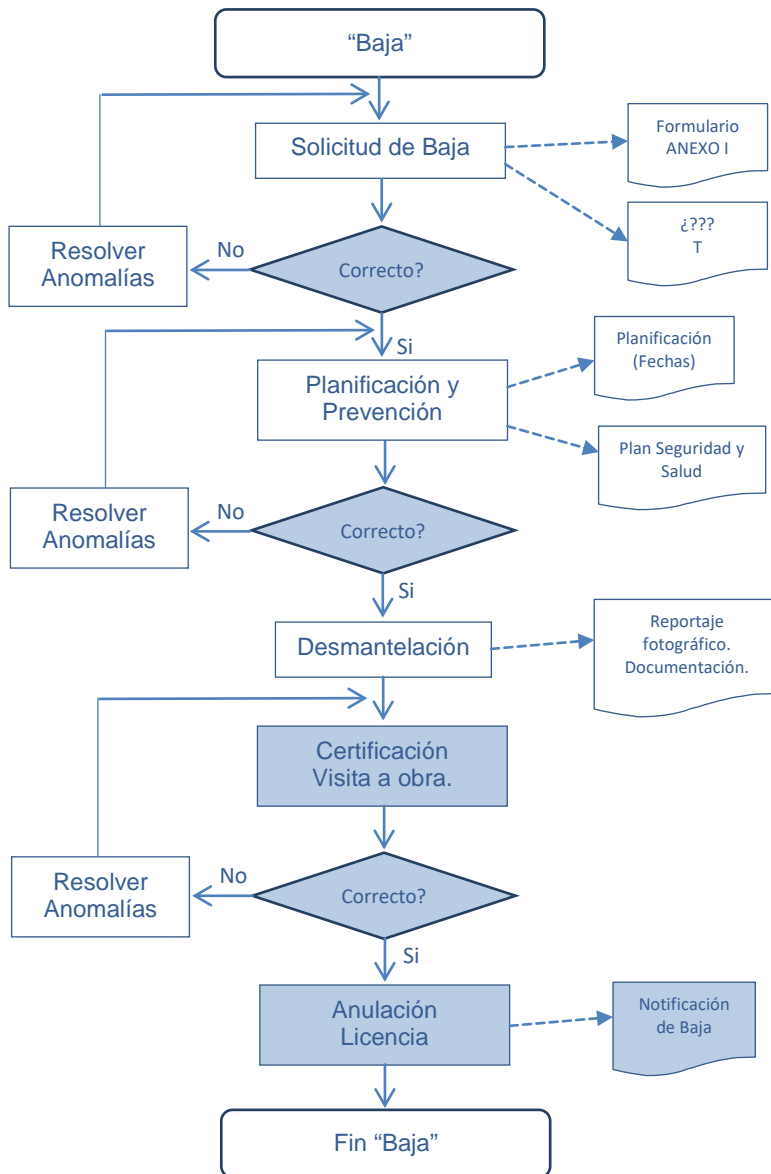 “Baja”
Solicitud de Baja
Formulario
ANEXO I
¿???
T
Resolver
Anomalías
No
Correcto?
Si
Planificación y
Prevención
Planificación
(Fechas)
Plan Seguridad y
Salud
Resolver
Anomalías
No
Correcto?
Si
Desmantelación
Reportaje
fotográfico.
Documentación.
Certificación
Visita a obra.
Resolver
Anomalías
No
Correcto?
Si
Anulación
Licencia
Notificación
de Baja
Fin “Baja”